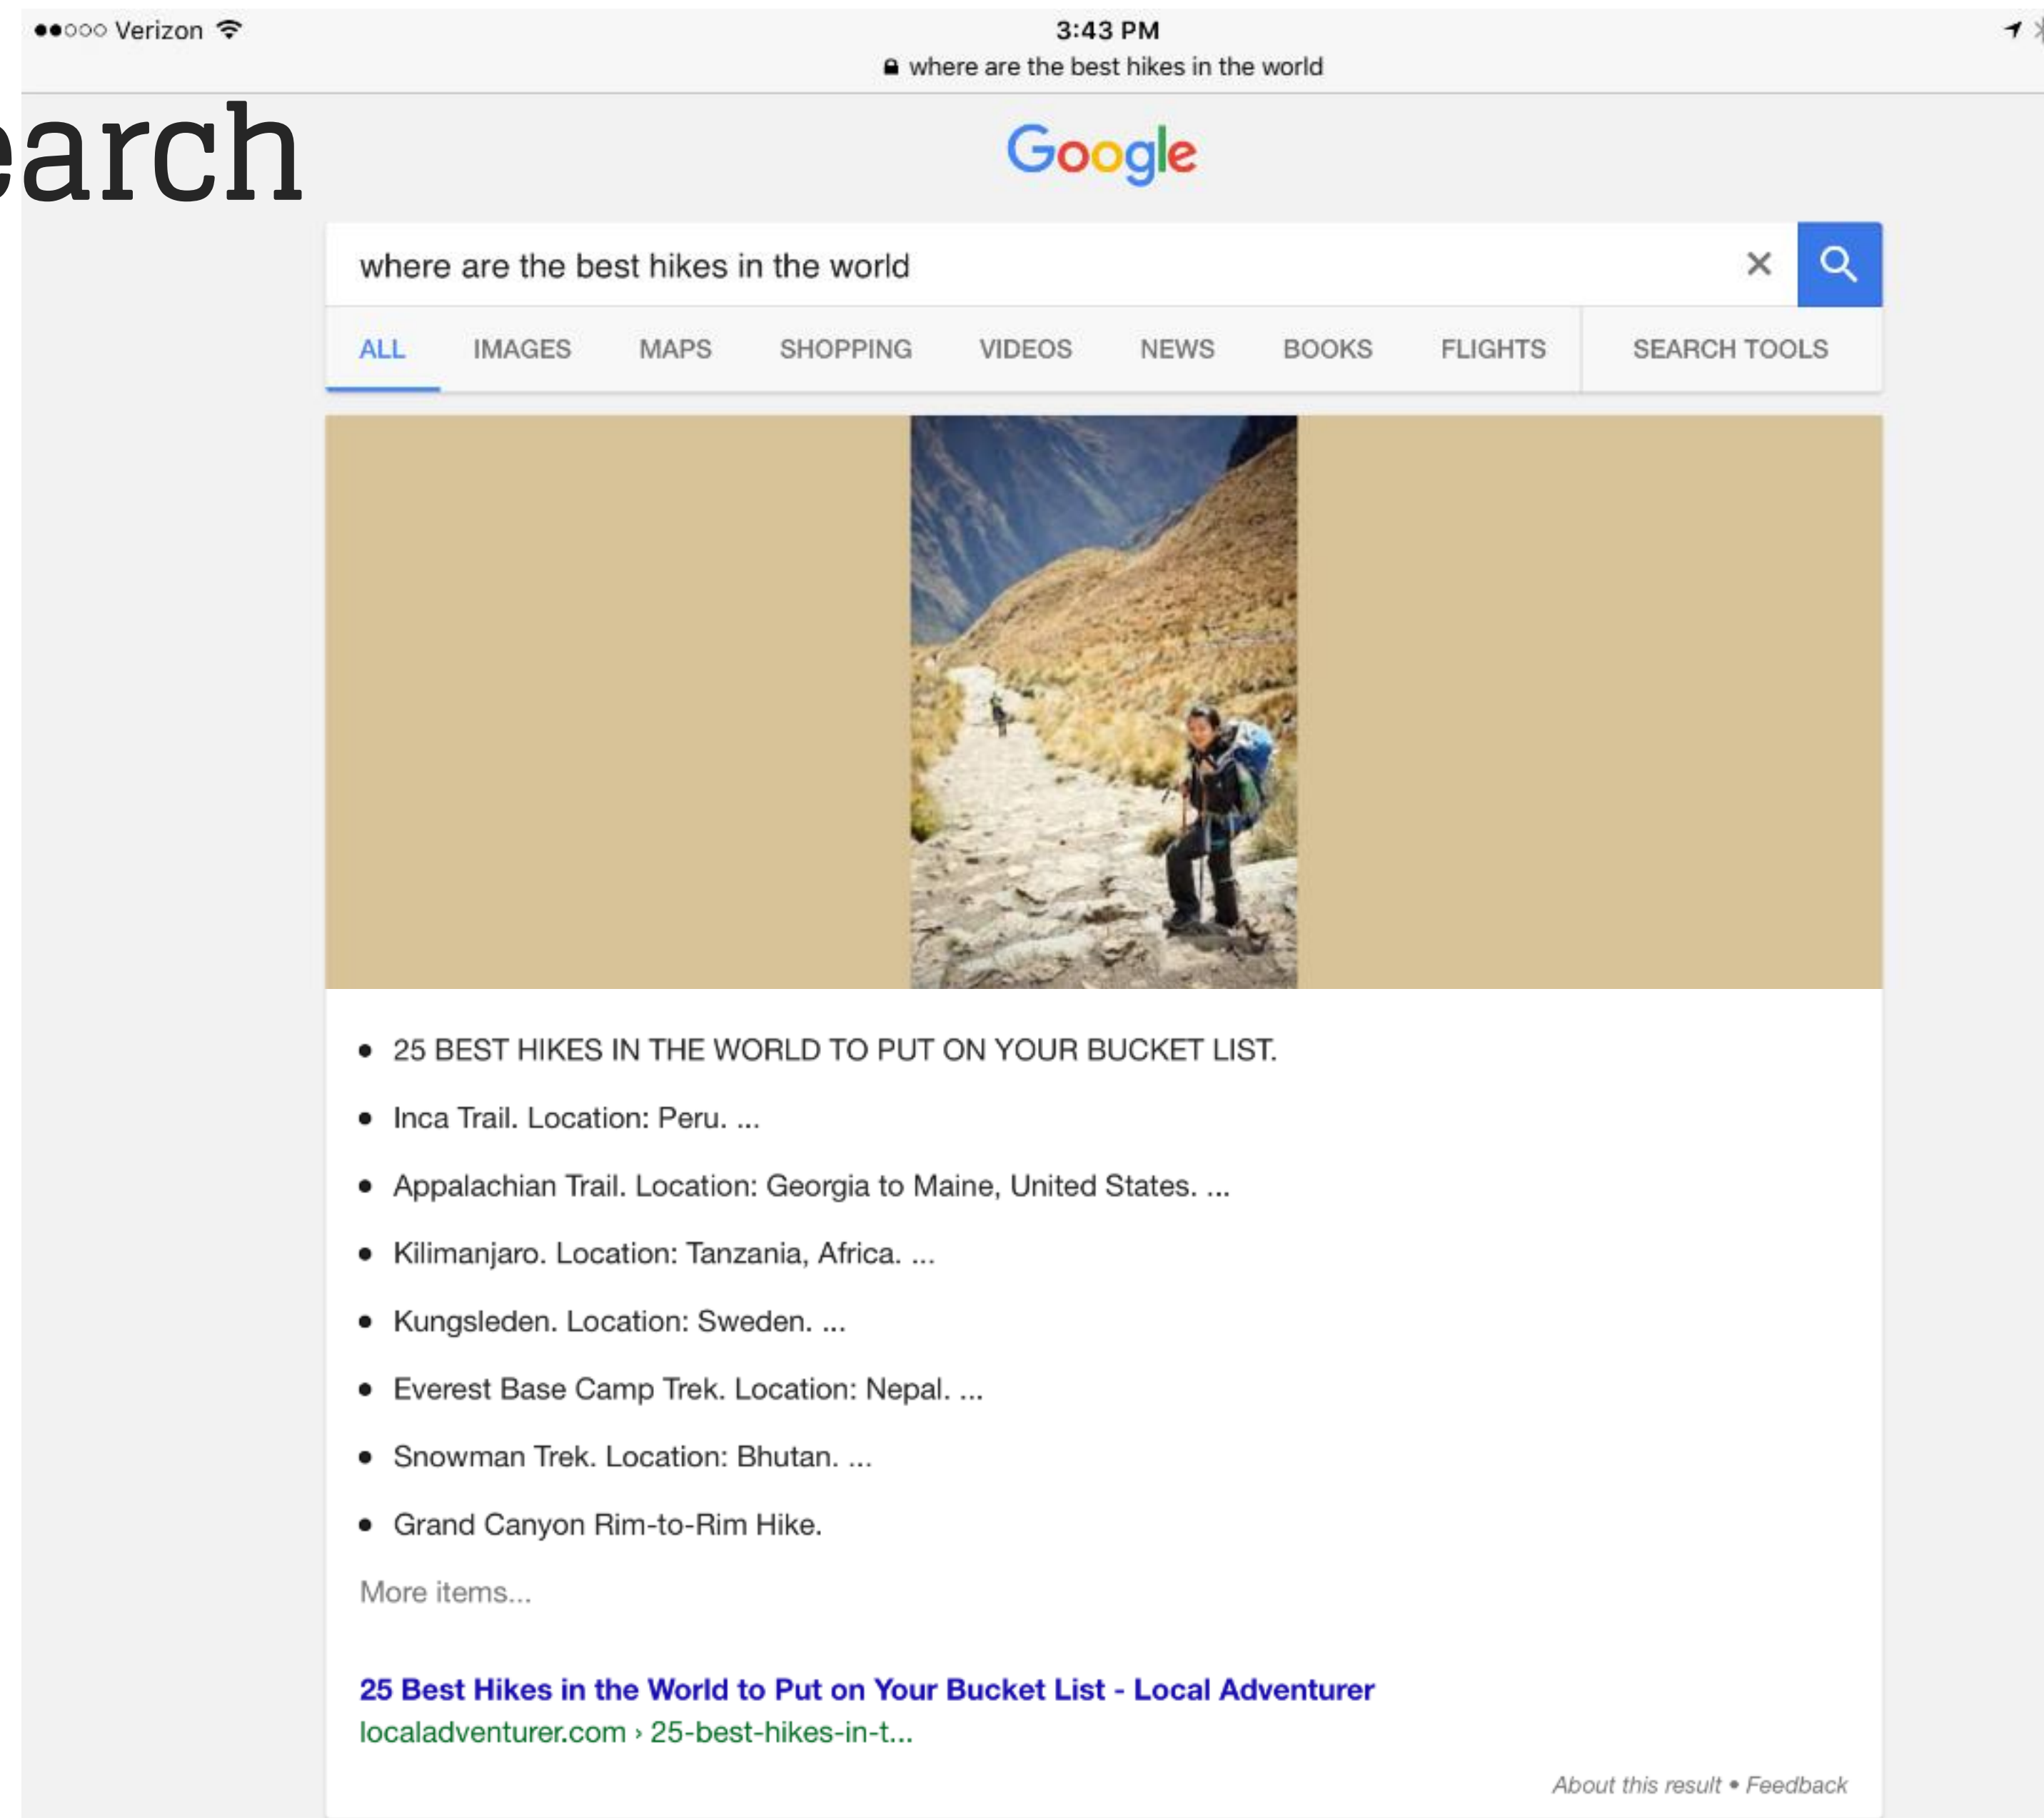 Verizon
3:43 PM
where are the best hikes in the world
earch
Google
where are the best hikes in the world
ALL IMAGES MAPS SHOPPING VIDEOS NEWS BOOKS FLIGHTS SEARCH TOOLS
• 25 BEST HIKES IN THE WORLD TO PUT ON YOUR BUCKET LIST.
• Inca Trail. Location: Peru. ...
• Appalachian Trail. Location: Georgia to Maine, United States. ...
• Kilimanjaro. Location: Tanzania, Africa. ...
• Kungsleden. Location: Sweden. ...
• Everest Base Camp Trek. Location: Nepal. ...
• Snowman Trek. Location: Bhutan. ...
• Grand Canyon Rim-to-Rim Hike.
More items...
25 Best Hikes in the World to Put on Your Bucket List - Local Adventurer
localadventurer.com › 25-best-hikes-in-t...
About this result • Feedback